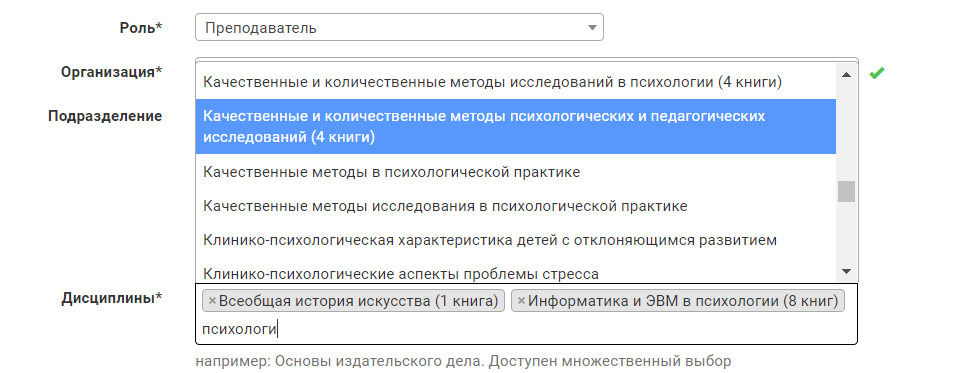 Роль*
Преподаватель
Организация*
Качественные и количественные методы исследований в психологии (4 книги)
Подразделение
Качественные и количественные методы психологических и педагогических
исследований (4 книги)
Качественные методы в психологической практике
Качественные методы исследования в психологической практике
Клинико-психологическая характеристика детей с отклоняющимся развитием
Клинико-психологические аспекты проблемы стресса
Дисциплины*
×Всеобщая история искусства (1 книга) ×Информатика и ЭВМ в психологии (8 книг)
психологи
например: Основы издательского дела. Доступен множественный выбор